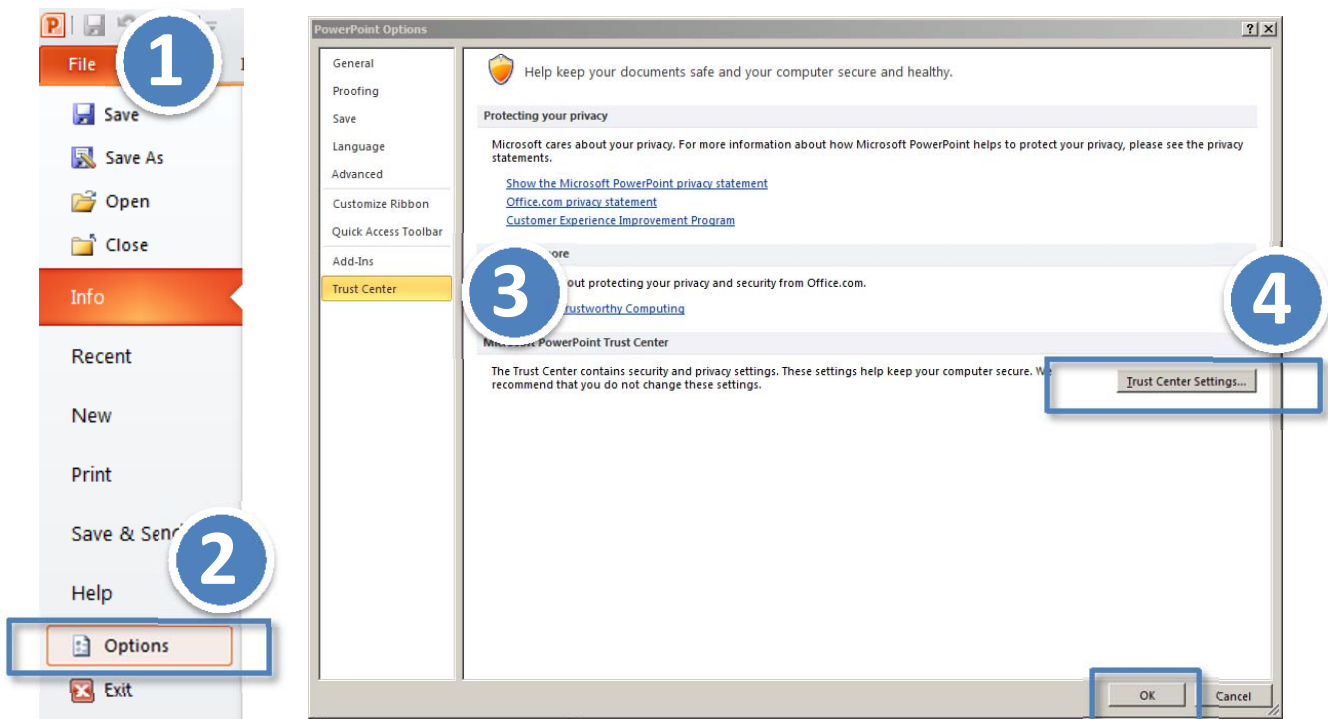 1
File
Save
Save As
Open
Close
Info
Recent
New
Print
Save &
2
Help
Options
Exit
PowerPoint Options
General
Proofing
Save
Language
Advanced
Customize Ribbon
Quick Access Toolbar
Add-Ins
Trust Center
Help keep your documents safe and your computer secure and healthy.
Protecting your privacy
Microsoft cares about your privacy. For more information about how Microsoft PowerPoint helps to protect your privacy, please see the privacy
statements.
Show the Microsoft PowerPoint privacy statement
Office.com privacy statement
Customer Experience Improvement Program
3
protecting your privacy and security from Office.com.
Computing
4
PowerPoint Trust Center
The Trust Center contains security and privacy settings. These settings help keep your computer secure. We
recommend that you do not change these settings.
Trust Center Settings...
OK
Cancel